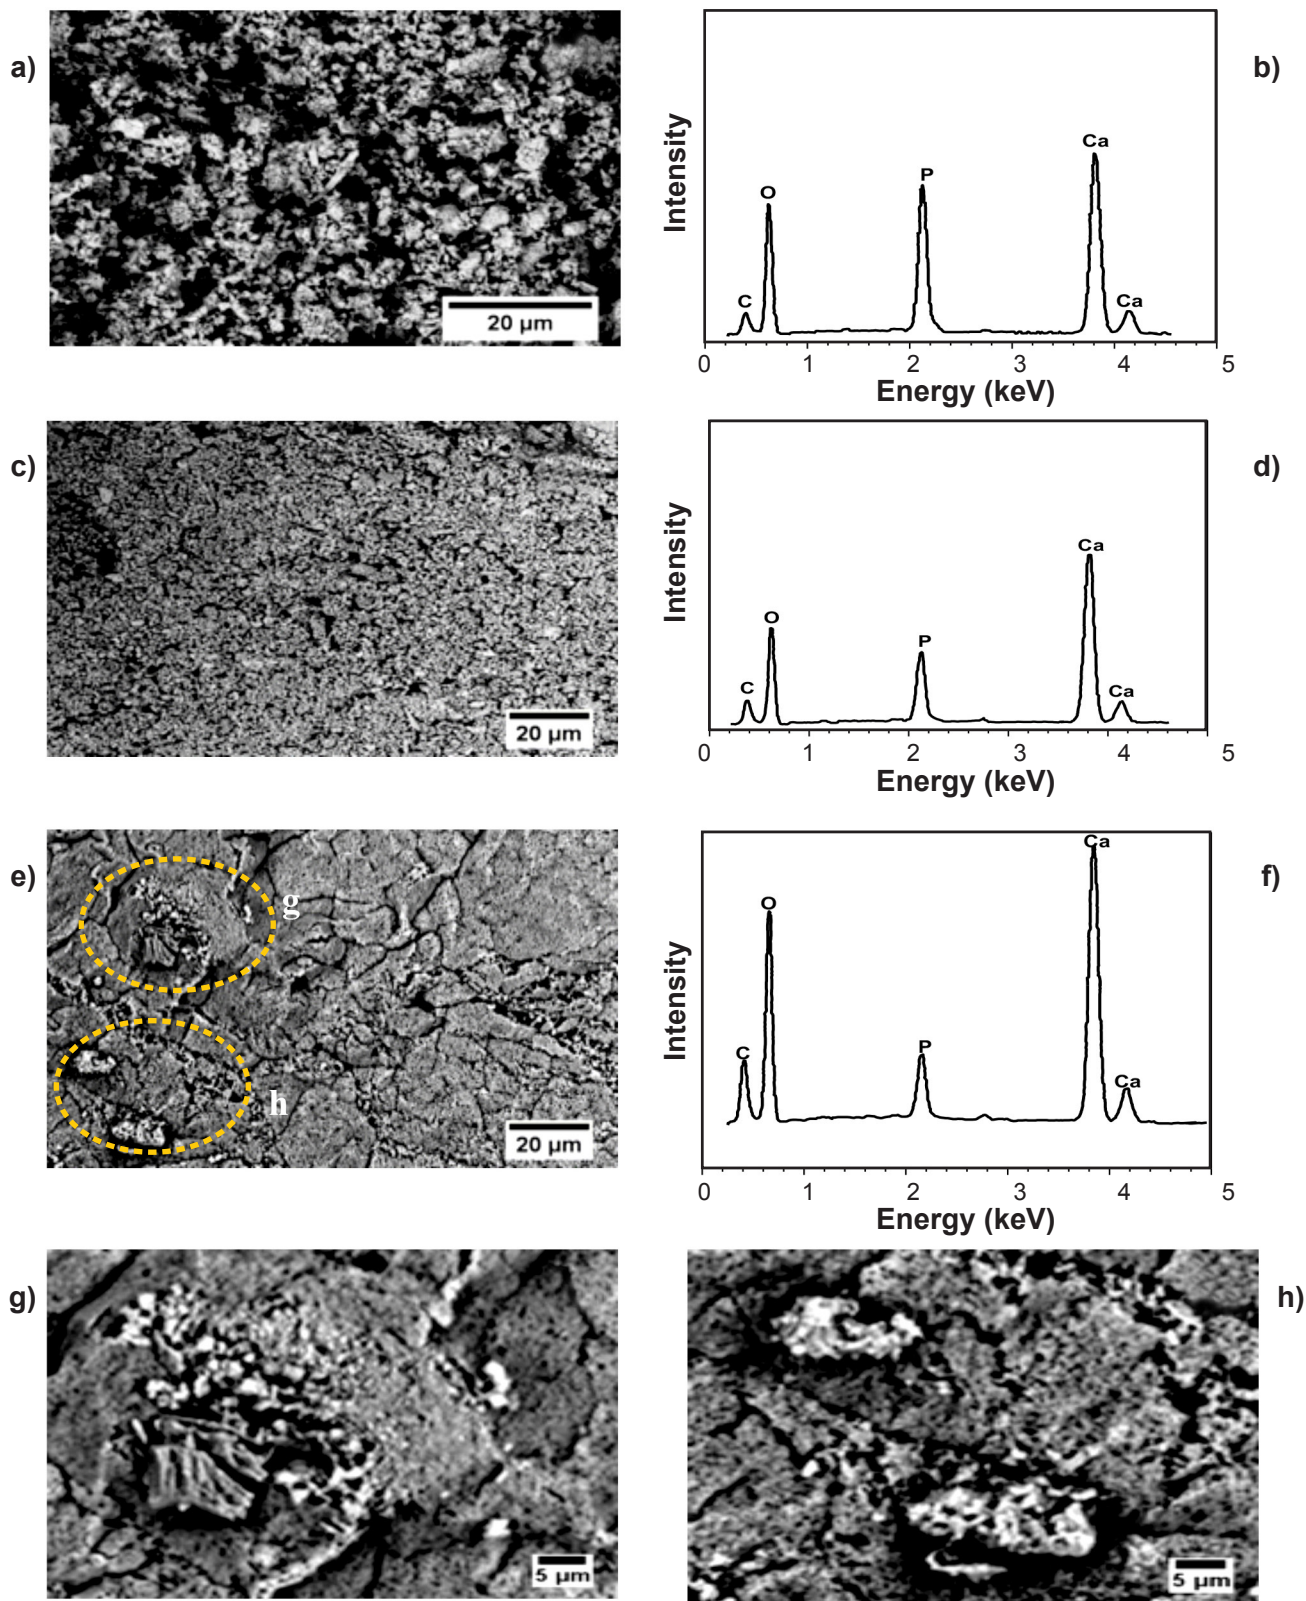 a)
20 µm
b)
Intensity
C
O
P
Ca
Ca
0 1 2 3 4 5
Energy (keV)
c)
20 µm
d)
Intensity
C
O
P
Ca
Ca
0 1 2 3 4 5
Energy (keV)
e)
g
h
20 µm
f)
Intensity
C
O
P
Ca
Ca
0 1 2 3 4 5
Energy (keV)
g)
5 µm
h)
5 µm